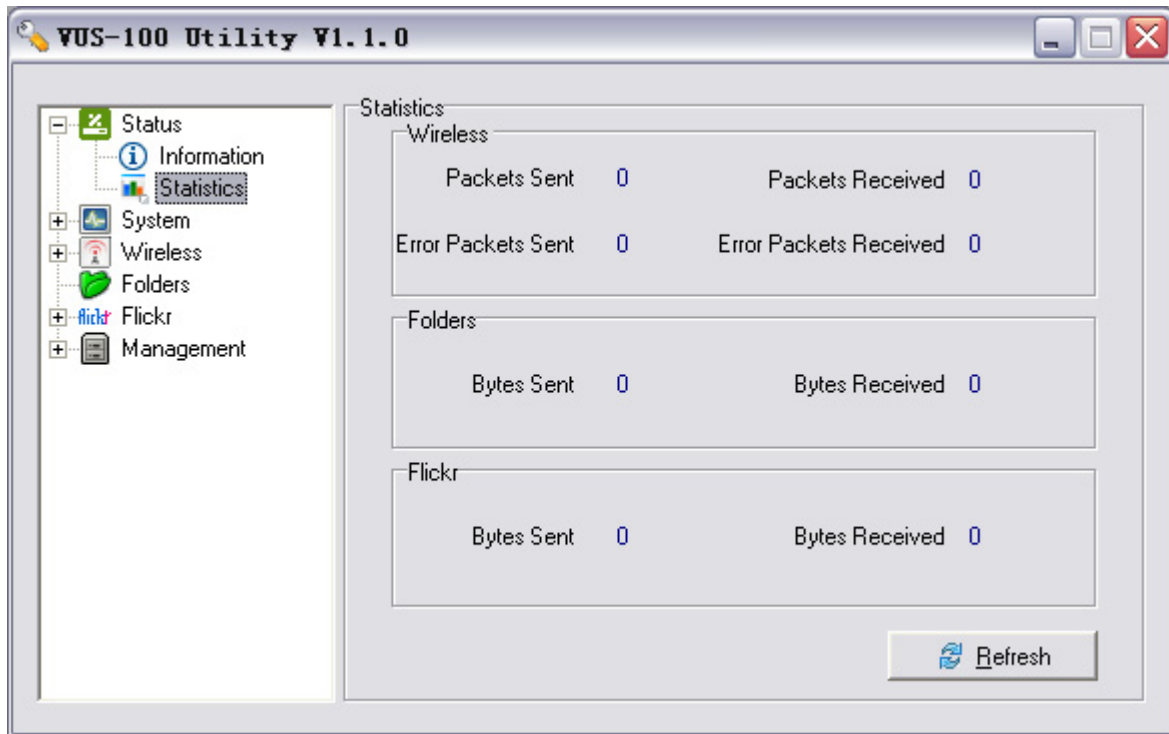 VUS-100 Utility V1.1.0
Status
Information
Statistics
System
Wireless
Folders
flickr Flickr
Management
Statistics
Wireless
Packets Sent 0 Packets Received 0
Error Packets Sent 0 Error Packets Received 0
Folders
Bytes Sent 0 Bytes Received 0
Flickr
Bytes Sent 0 Bytes Received 0
Refresh